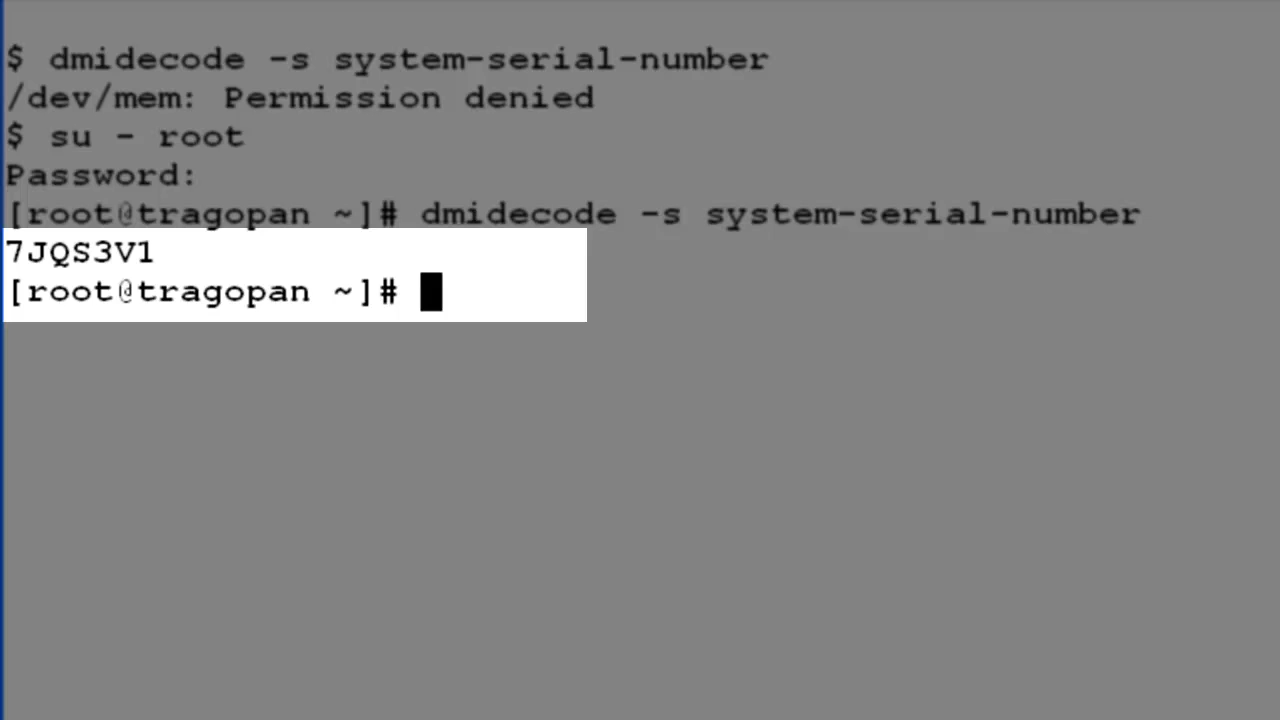 $ dmidecode -s system-serial-number
/dev/mem: Permission denied
$ su - root
Password:
[root@tragopan ~]# dmidecode -s system-serial-number
7JQS3V1
[root@tragopan ~]#